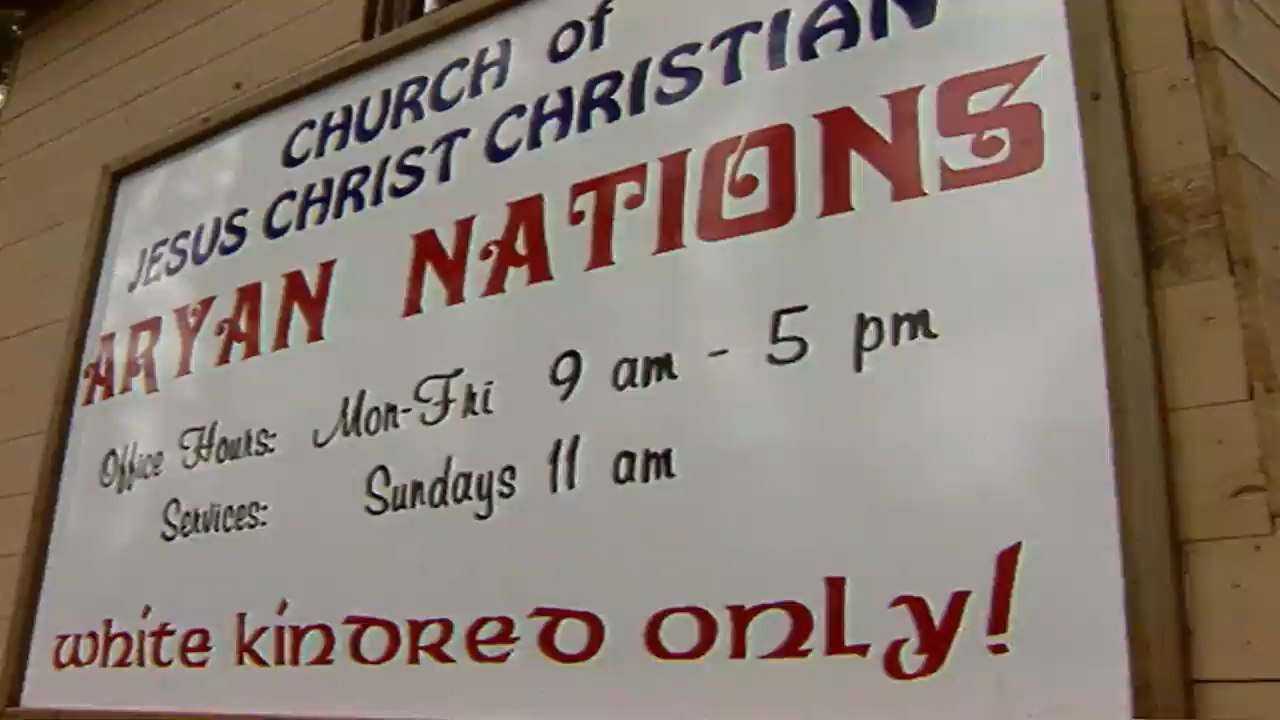 CHURCH of
JESUS CHRIST CHRISTIAN
ARYAN NATIONS
Office Hours: Mon-Fri 9 am - 5 pm
Services: Sundays 11 am
white kindred only!